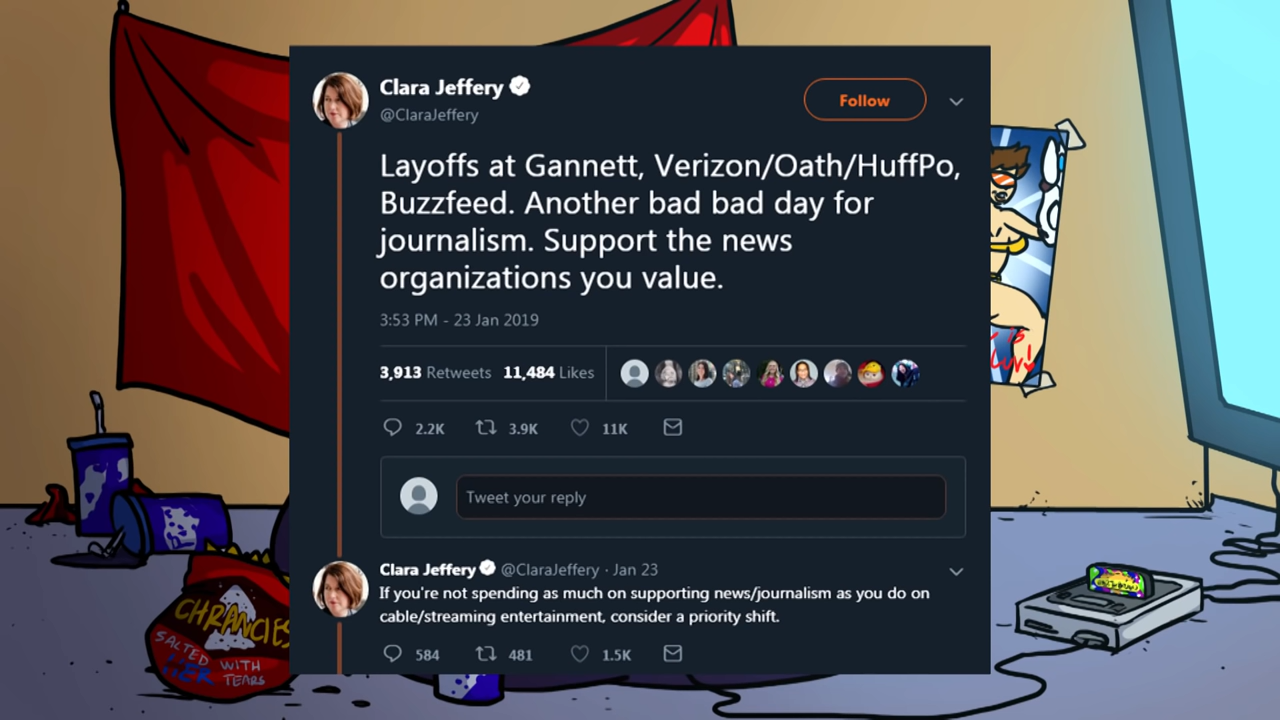 Clara Jeffery
@ClaraJeffery
Follow
Layoffs at Gannett, Verizon/Oath/HuffPo,
Buzzfeed. Another bad bad day for
journalism. Support the news
organizations you value.
3:53 PM - 23 Jan 2019
3,913 Retweets 11,484 Likes
2.2K 3.9K 11K
Tweet your reply
Clara Jeffery @ClaraJeffery · Jan 23
If you're not spending as much on supporting news/journalism as you do on
cable/streaming entertainment, consider a priority shift.
584 481 1.5K
CHRANCIES
SALTED WITH
HER TEARS